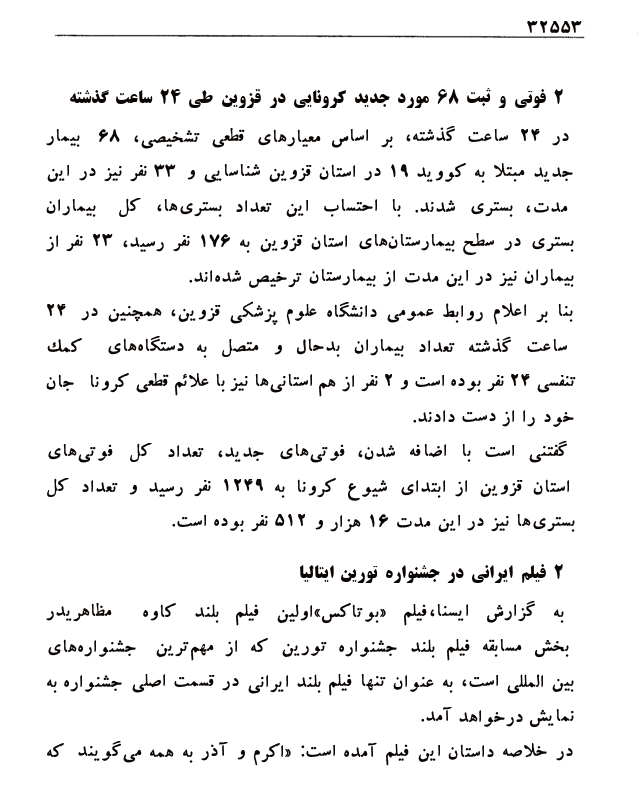 ۳۲۵۵۳
۲ فوتی و ثبت ۶۸ مورد جدید کرونایی در قزوین طی ۲۴ ساعت گذشته
در ۲۴ ساعت گذشته، بر اساس معیارهای قطعی تشخیصی، ۶۸ بیمار
جدید مبتلا به کووید ۱۹ در استان قزوین شناسایی و ۳۳ نفر نیز در این
مدت، بستری شدند. با احتساب این تعداد بستری‌ها، کل بیماران
بستری در سطح بیمارستان‌های استان قزوین به ۱۷۶ نفر رسید، ۲۳ نفر از
بیماران نیز در این مدت از بیمارستان ترخیص شده‌اند.
بنا بر اعلام روابط عمومی دانشگاه علوم پزشکی قزوین، همچنین در ۲۴
ساعت گذشته تعداد بیماران بدحال و متصل به دستگاه‌های کمك
تنفسی ۲۴ نفر بوده است و ۲ نفر از هم استانی‌ها نیز با علائم قطعی کرونا جان
خود را از دست دادند.
گفتنی است با اضافه شدن، فوتی‌های جدید، تعداد کل فوتی‌های
استان قزوین از ابتدای شیوع کرونا به ۱۲۴۹ نفر رسید و تعداد کل
بستری‌ها نیز در این مدت ۱۶ هزار و ۵۱۲ نفر بوده است.
۲ فیلم ایرانی در جشنواره تورین ایتالیا
به گزارش ایسنا،فیلم «بوتاکس»اولین فیلم بلند کاوه مظاهریدر
بخش مسابقه فیلم بلند جشنواره تورین که از مهم‌ترین جشنواره‌های
بین المللی است، به عنوان تنها فیلم بلند ایرانی در قسمت اصلی جشنواره به
نمایش درخواهد آمد.
در خلاصه داستان این فیلم آمده است: «اکرم و آذر به همه می‌گویند که